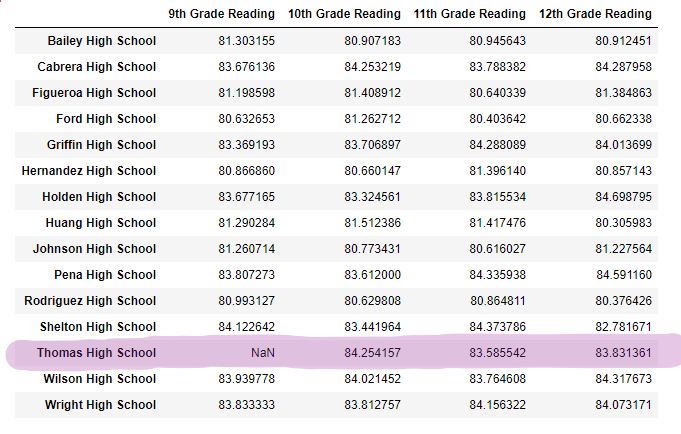 9th Grade Reading 10th Grade Reading 11th Grade Reading 12th Grade Reading
Bailey High School 81.303155 80.907183 80.945643 80.912451
Cabrera High School 83.676136 84.253219 83.788382 84.287958
Figueroa High School 81.198598 81.408912 80.640339 81.384863
Ford High School 80.632653 81.262712 80.403642 80.662338
Griffin High School 83.369193 83.706897 84.288089 84.013699
Hernandez High School 80.866860 80.660147 81.396140 80.857143
Holden High School 83.677165 83.324561 83.815534 84.698795
Huang High School 81.290284 81.512386 81.417476 80.305983
Johnson High School 81.260714 80.773431 80.616027 81.227564
Pena High School 83.807273 83.612000 84.335938 84.591160
Rodriguez High School 80.993127 80.629808 80.864811 80.376426
Shelton High School 84.122642 83.441964 84.373786 82.781671
Thomas High School NaN 84.254157 83.585542 83.831361
Wilson High School 83.939778 84.021452 83.764608 84.317673
Wright High School 83.833333 83.812757 84.156322 84.073171